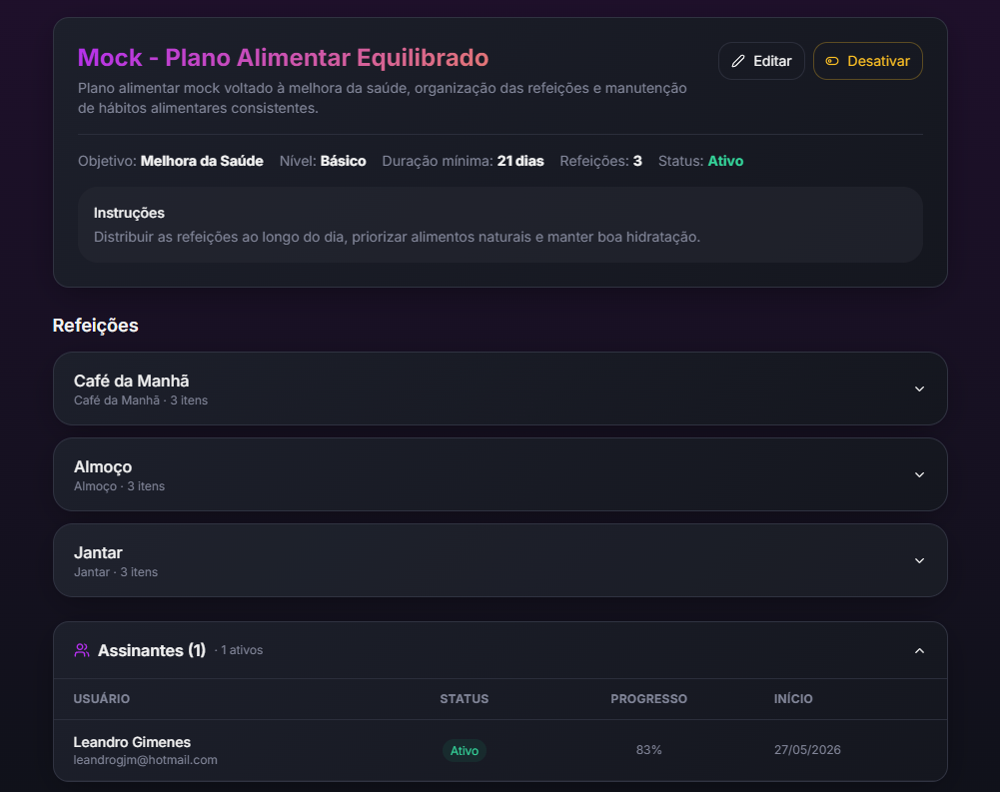 Mock - Plano Alimentar Equilibrado
Editar
Desativar
Plano alimentar mock voltado à melhora da saúde, organização das refeições e manutenção
de hábitos alimentares consistentes.
Objetivo: Melhora da Saúde Nível: Básico Duração mínima: 21 dias Refeições: 3 Status: Ativo
Instruções
Distribuir as refeições ao longo do dia, priorizar alimentos naturais e manter boa hidratação.
Refeições
Café da Manhã
Café da Manhã · 3 itens
Almoço
Almoço · 3 itens
Jantar
Jantar · 3 itens
Assinantes (1) · 1 ativos
USUÁRIO STATUS PROGRESSO INÍCIO
Leandro Gimenes
leandrogjm@hotmail.com
Ativo
83%
27/05/2026